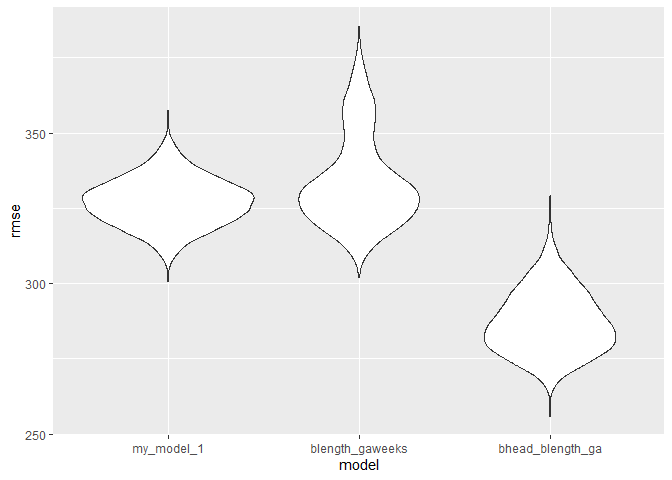 350
300
250
rmse
my_model_1
blength_gaweeks
bhead_blength_ga
model